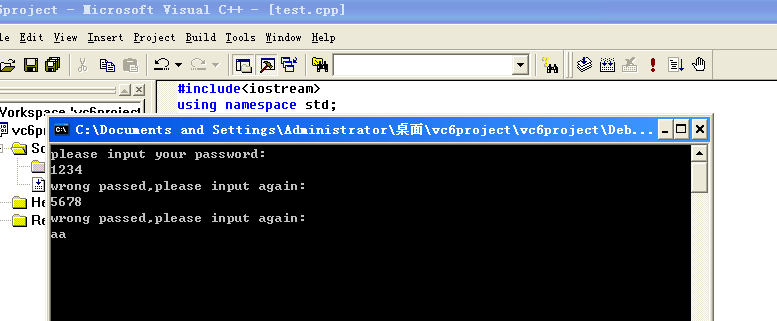 6project - Microsoft Visual C++ - [test.cpp]
le Edit View Insert Project Build Tools Window Help
#include<iostream>
using namespace std;
Workspace 'vc6project
vc6pr
So
He
Re
C:\Documents and Settings\Administrator\桌面\vc6project\vc6project\Deb...
please input your password:
1234
wrong passed,please input again:
5678
wrong passed,please input again:
aa